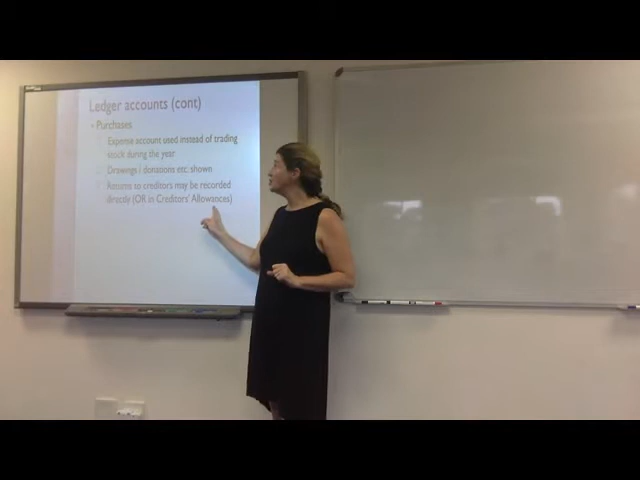 Ledger accounts (cont)
Purchases
Expense account used instead of trading
stock during the year
Drawings / donations etc. shown
Returns to creditors may be recorded
directly (OR in Creditors' Allowances)